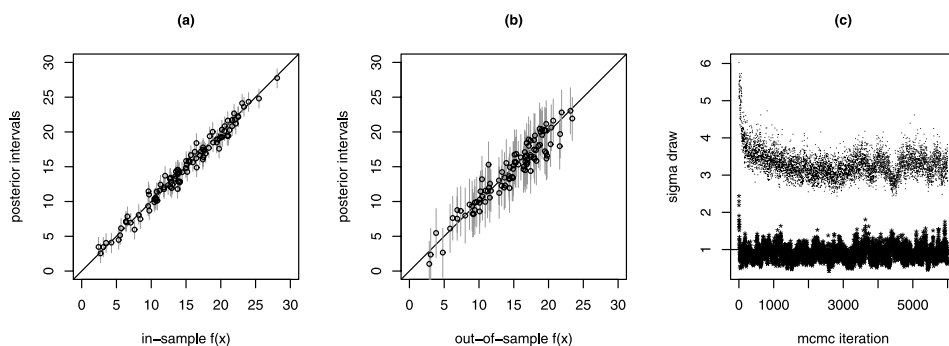 (a)
posterior intervals
30
25
20
15
10
5
0
0 5 10 15 20 25 30
in−sample f(x)
(b)
posterior intervals
30
25
20
15
10
5
0
0 5 10 15 20 25 30
out−of−sample f(x)
(c)
sigma draw
6
5
4
3
2
1
0 1000 3000 5000
mcmc iteration